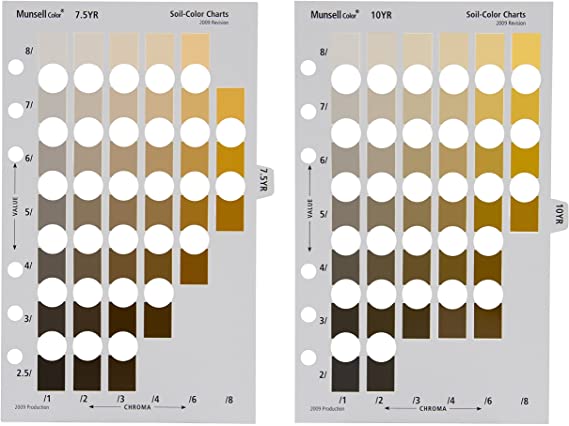 Munsell Color® 7.5YR Soil-Color Charts
2009 Revision
8/
7/
6/
5/
4/
3/
2.5/
VALUE
7.5YR
/1 /2 /3 /4 /6 /8
CHROMA
2009 Production
Munsell Color® 10YR Soil-Color Charts
2009 Revision
8/
7/
6/
5/
4/
3/
2/
VALUE
10YR
/1 /2 /3 /4 /6 /8
CHROMA
2009 Production